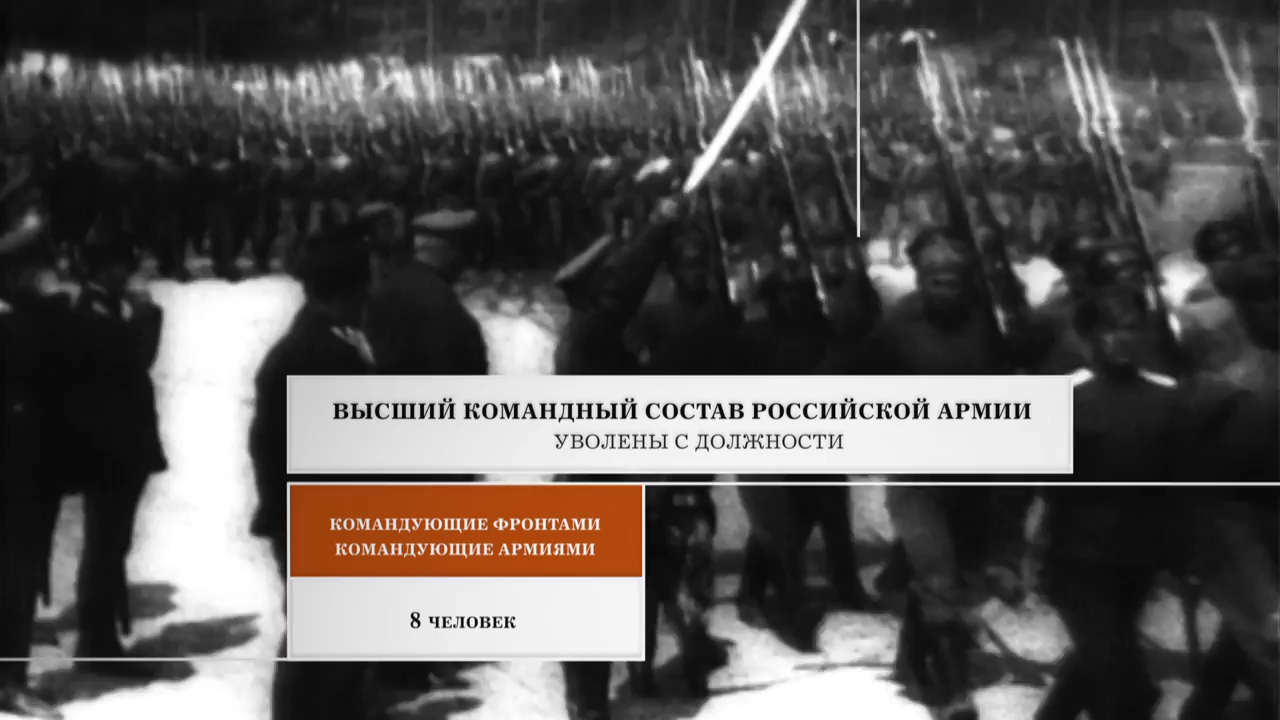 ВЫСШИЙ КОМАНДНЫЙ СОСТАВ РОССИЙСКОЙ АРМИИ
УВОЛЕНЫ С ДОЛЖНОСТИ
КОМАНДУЮЩИЕ ФРОНТАМИ
КОМАНДУЮЩИЕ АРМИЯМИ
8 ЧЕЛОВЕК